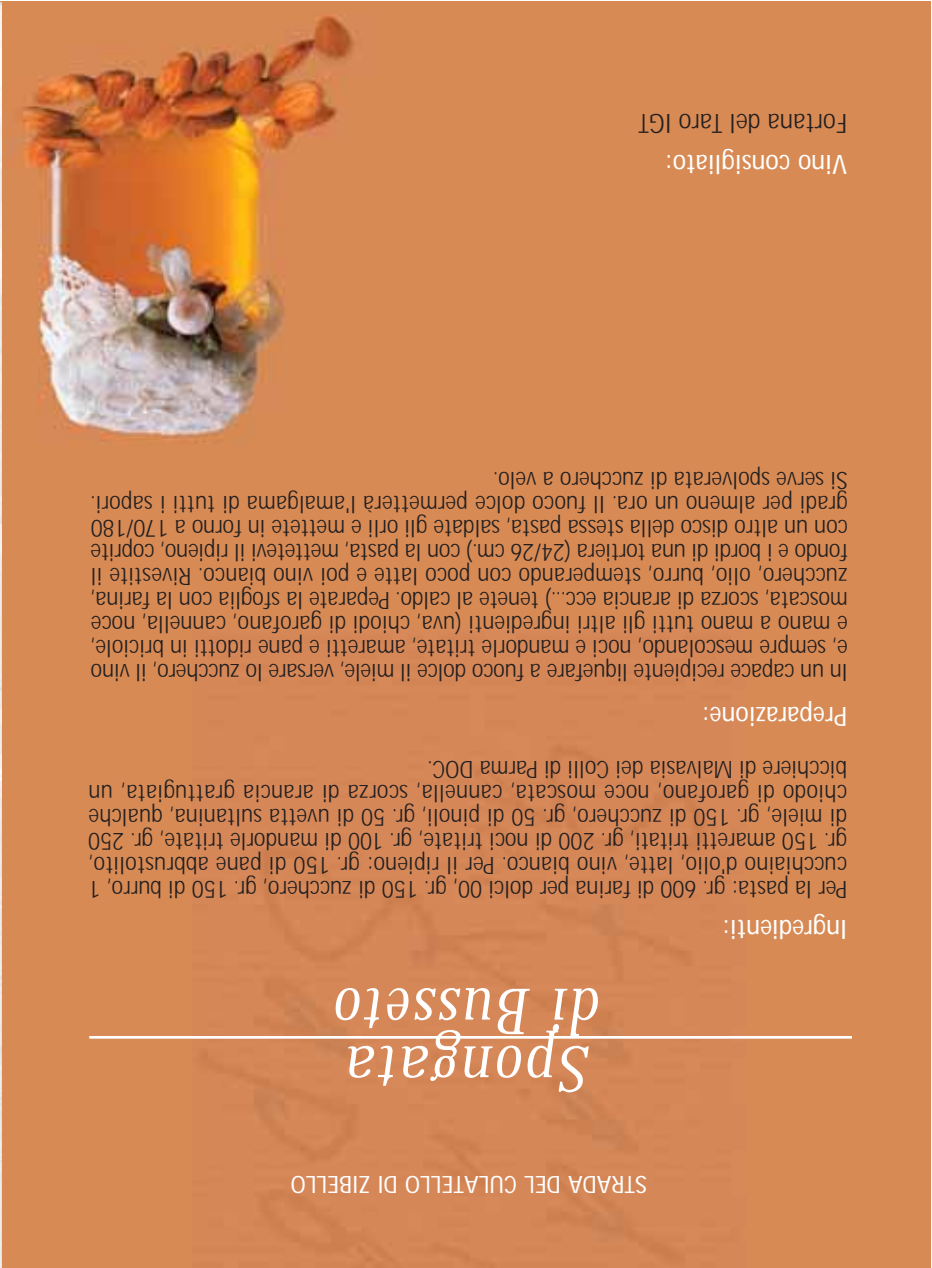 STRADA DEL CULATELLO DI ZIBELLO
Spongata
di Busseto
Ingredienti:
Per la pasta: gr. 600 di farina per dolci 00, gr. 150 di zucchero, gr. 150 di burro, 1
cucchiaino d'olio, latte, vino bianco. Per il ripieno: gr. 150 di pane abbrustolito,
gr. 150 amaretti tritati, gr. 200 di noci tritate, gr. 100 di mandorle tritate, gr. 250
di miele, gr. 150 di zucchero, gr. 50 di pinoli, gr. 50 di uvetta sultanina, qualche
chiodo di garofano, noce moscata, cannella, scorza di arancia grattugiata, un
bicchiere di Malvasia dei Colli di Parma DOC.
Preparazione:
In un capace recipiente liquefare a fuoco dolce il miele, versare lo zucchero, il vino
e, sempre mescolando, noci e mandorle tritate, amaretti e pane ridotti in briciole,
e mano a mano tutti gli altri ingredienti (uva, chiodi di garofano, cannella, noce
moscata, scorza di arancia ecc...) tenete al caldo. Peparate la sfoglia con la farina,
zucchero, olio, burro, stemperando con poco latte e poi vino bianco. Rivestite il
fondo e i bordi di una tortiera (24/26 cm.) con la pasta, mettetevi il ripieno, coprite
con un altro disco della stessa pasta, saldate gli orli e mettete in forno a 170/180
gradi per almeno un ora. Il fuoco dolce permetterà l'amalgama di tutti i sapori.
Si serve spolverata di zucchero a velo.
Vino consigliato:
Fortana del Taro IGT